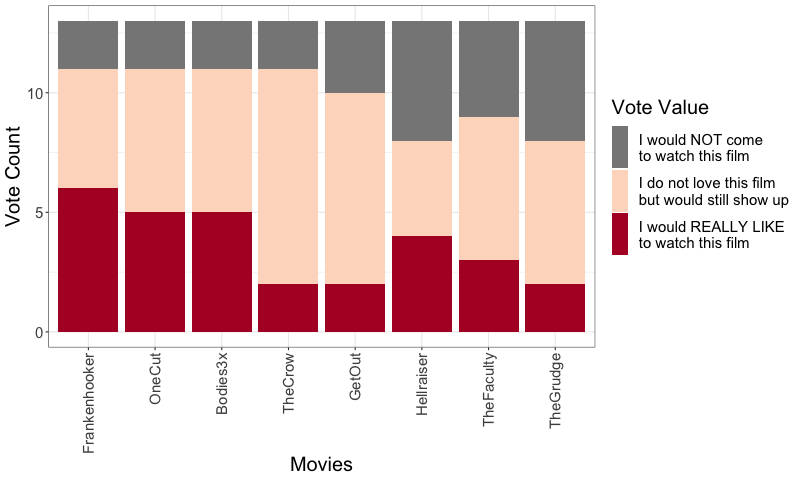 Vote Count
10
5
0
Frankenhooker
OneCut
Bodies3x
TheCrow
GetOut
Hellraiser
TheFaculty
TheGrudge
Movies
Vote Value
I would NOT come
to watch this film
I do not love this film
but would still show up
I would REALLY LIKE
to watch this film